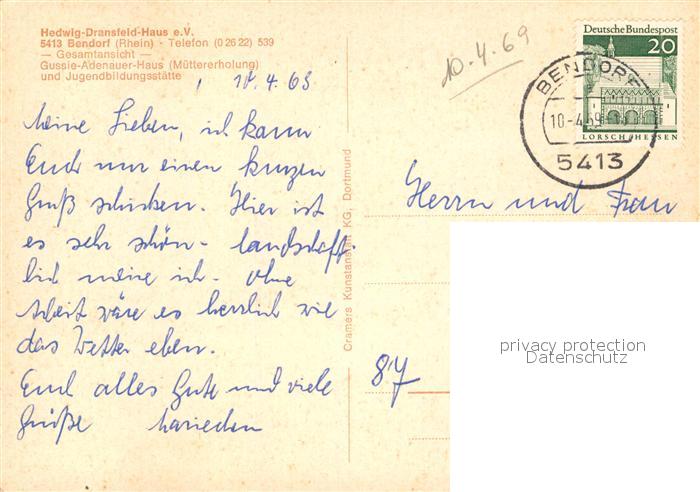 Hedwig-Dransfeld-Haus e.V.
5413 Bendorf (Rhein) · Telefon (0 26 22) 539
— Gesamtansicht —
Gussie-Adenauer-Haus (Müttererholung)
und Jugendbildungsstätte
10.4.69
Meine Lieben, ich kann
Euch nur einen kurzen
Gruß schicken. Hier ist
es sehr schön - landschaft-
lich meine ich - ohne
Arbeit wäre es herrlich wie
das Wetter eben.
Euch alles Gute und viele
Grüße Marieden
Cramers Kunstanstalt KG, Dortmund
10.4.69
Deutsche Bundespost
20
LORSCH/HESSEN
BENDORF
10-4.69
5413
Herrn und Frau
87
privacy protection
Datenschutz